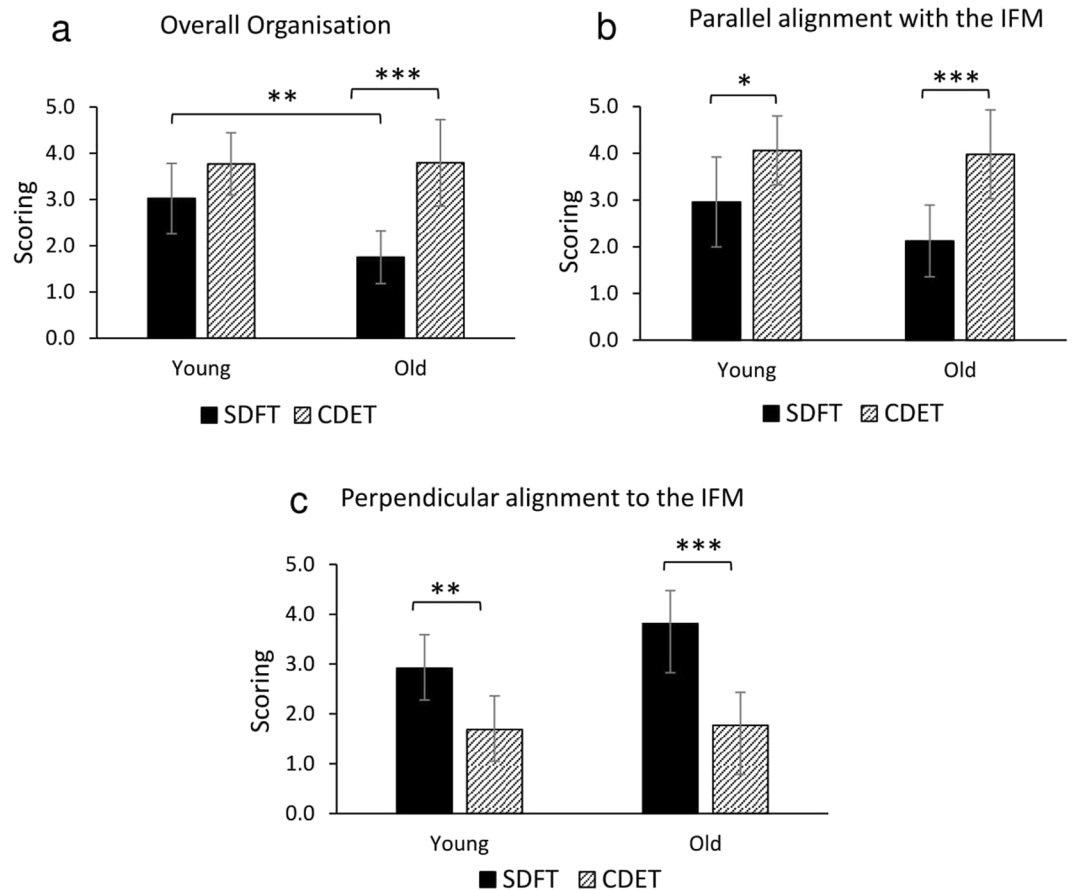 a
Overall Organisation
**
***
5.0
4.0
3.0
2.0
1.0
0.0
Scoring
Young Old
SDFT CDET
b
Parallel alignment with the IFM
*
***
5.0
4.0
3.0
2.0
1.0
0.0
Scoring
Young Old
SDFT CDET
c
Perpendicular alignment to the IFM
**
***
5.0
4.0
3.0
2.0
1.0
0.0
Scoring
Young Old
SDFT CDET